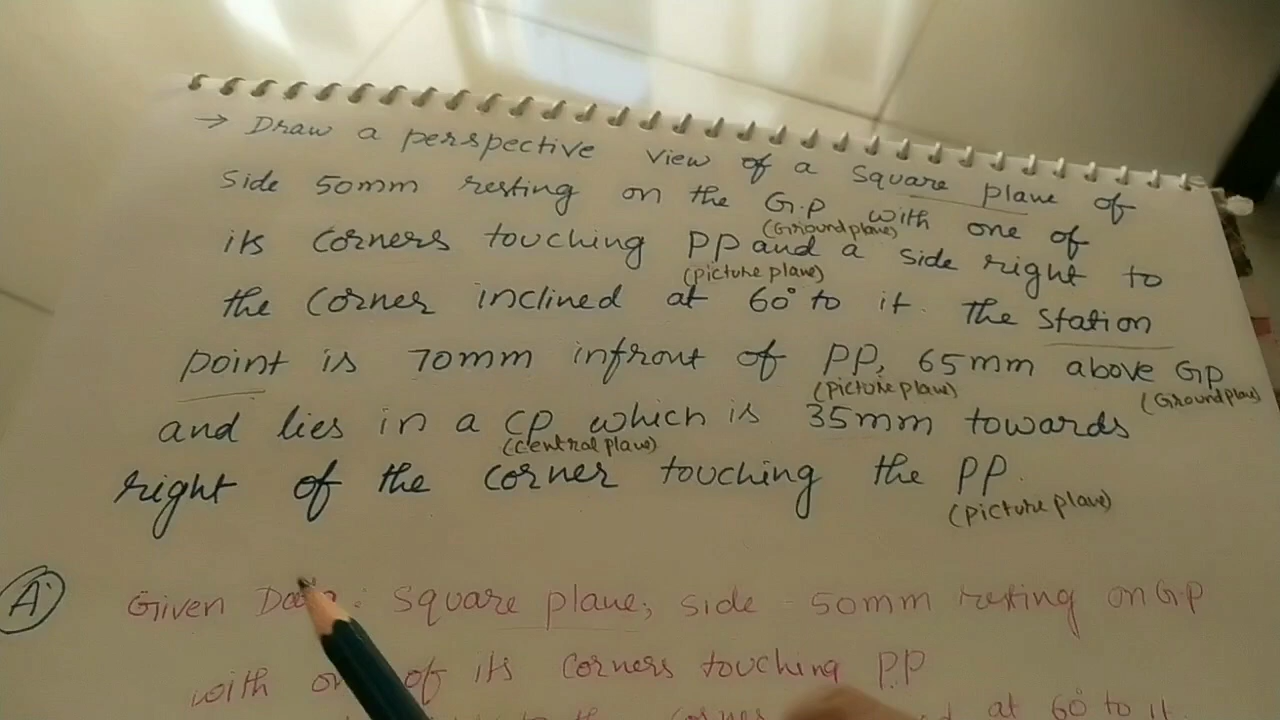 → Draw a perspective view of a square plane of
side 50mm resting on the G.P with one of
(Ground plane)
its corners touching PP and a side right to
(picture plane)
the corner inclined at 60° to it. The station
point is 70mm infront of PP, 65mm above GP
(picture plane) (Ground plane)
and lies in a CP which is 35mm towards
(central plane)
right of the corner touching the PP.
(picture plane)
A. Given Data: Square plane, side - 50mm resting on G.P
with of its corners touching P.P
to the at 60° to it